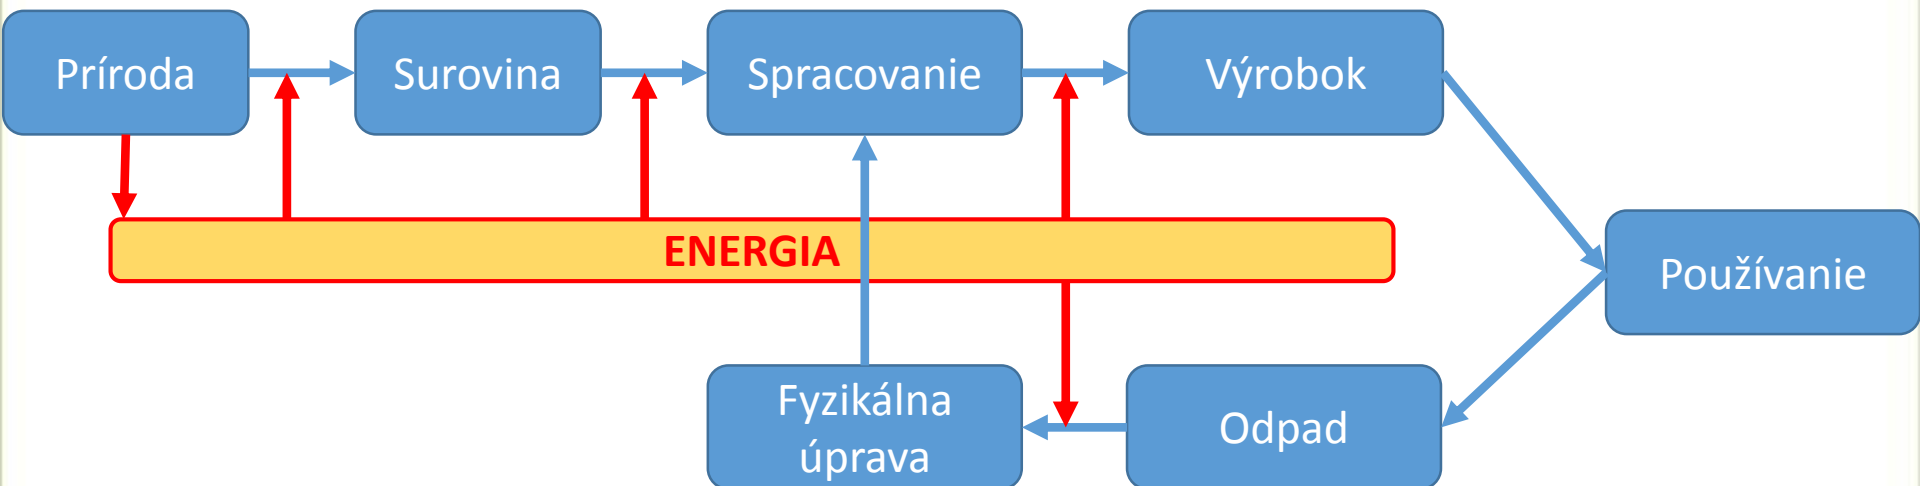 Príroda
Surovina
Spracovanie
Výrobok
ENERGIA
Používanie
Fyzikálna
úprava
Odpad